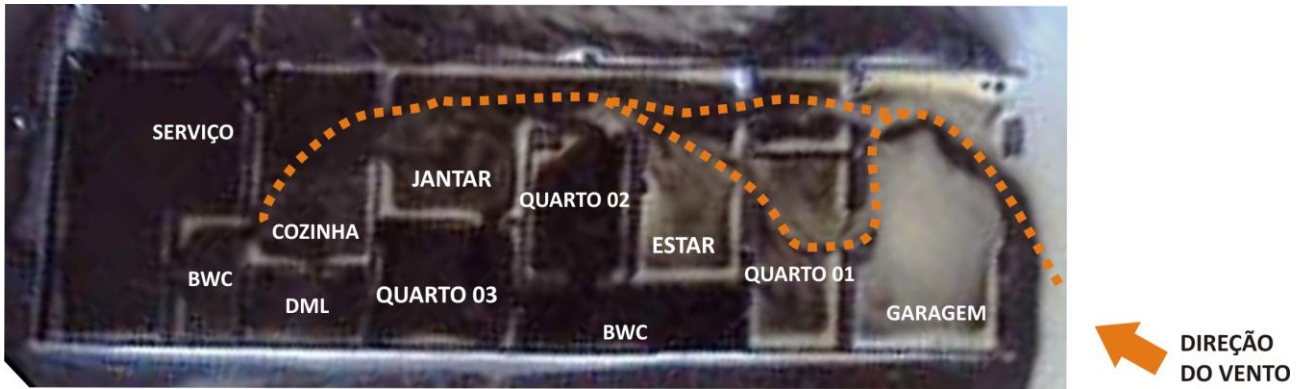 SERVIÇO
JANTAR
QUARTO 02
COZINHA
ESTAR
BWC
DML
QUARTO 03
QUARTO 01
BWC
GARAGEM
DIREÇÃO
DO VENTO